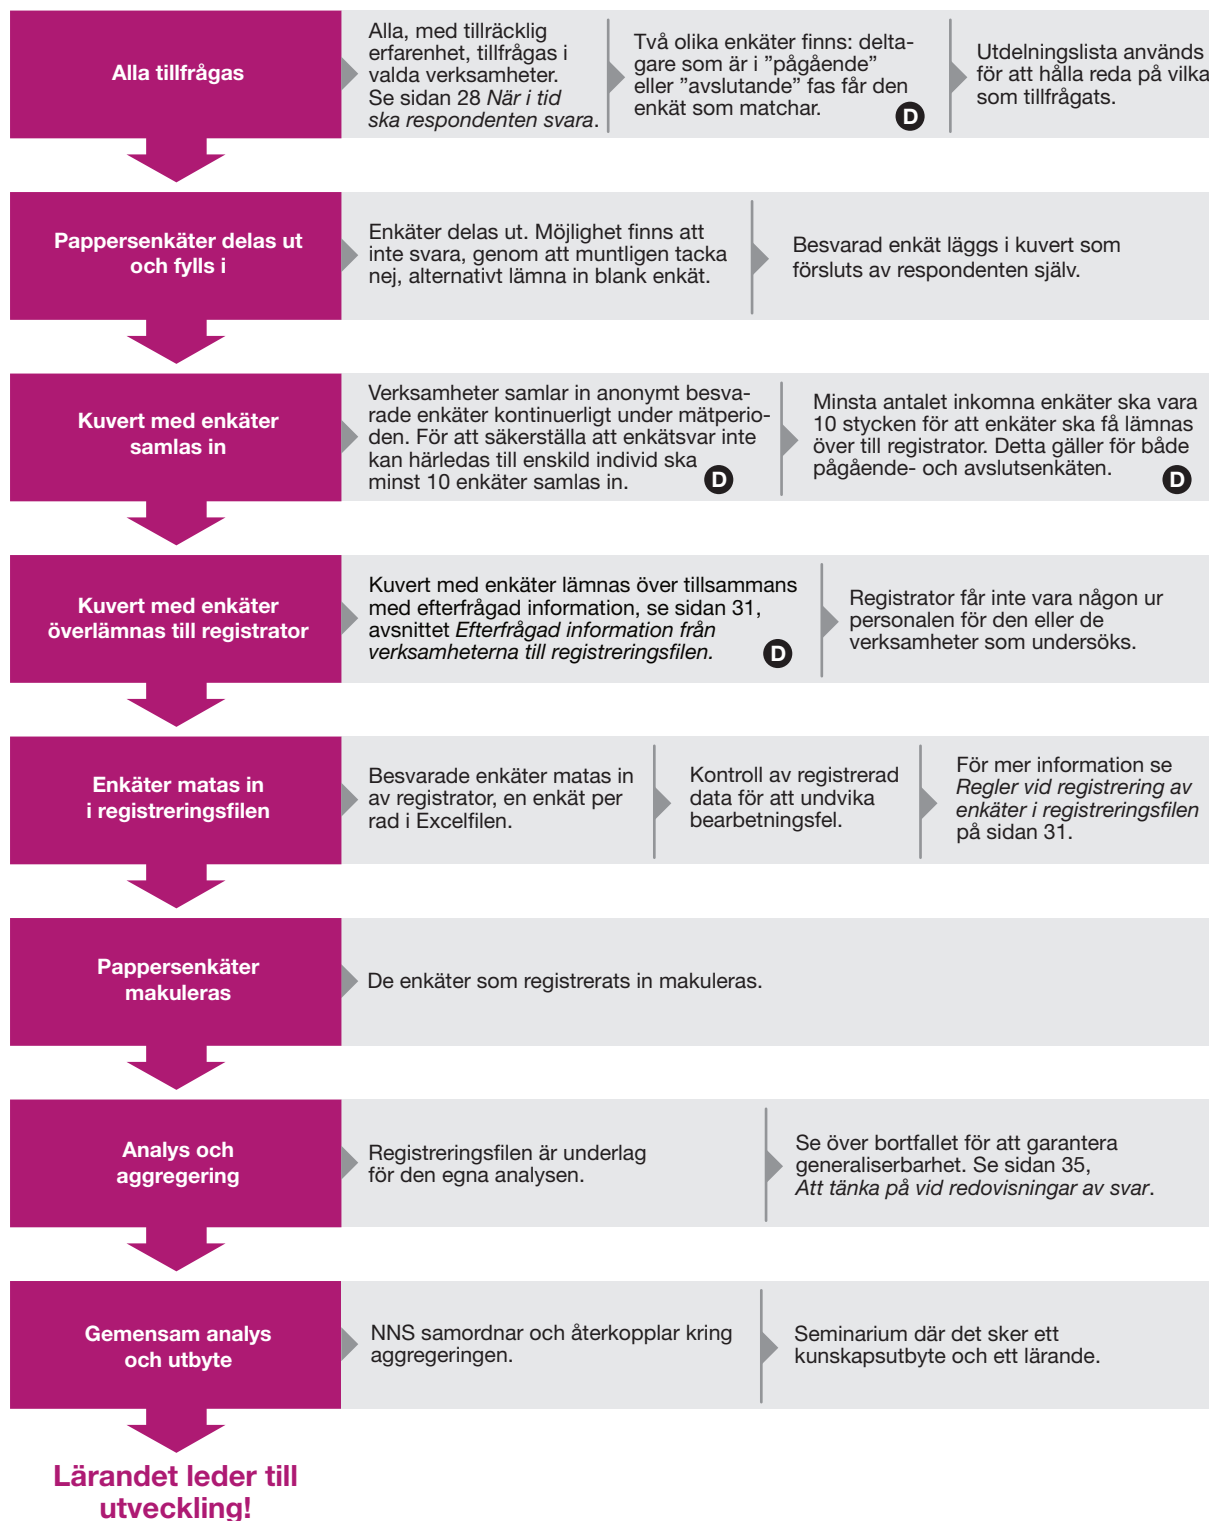 Alla tillfrågas
Alla, med tillräcklig
erfarenhet, tillfrågas i
valda verksamheter.
Se sidan 28 När i tid
ska respondenten svara.
Två olika enkäter finns: delta-
gare som är i ”pågående”
eller ”avslutande” fas får den
enkät som matchar.
D
Utdelningslista används
för att hålla reda på vilka
som tillfrågats.
Pappersenkäter delas ut
och fylls i
Enkäter delas ut. Möjlighet finns att
inte svara, genom att muntligen tacka
nej, alternativt lämna in blank enkät.
Besvarad enkät läggs i kuvert som
försluts av respondenten själv.
Kuvert med enkäter
samlas in
Verksamheter samlar in anonymt besva-
rade enkäter kontinuerligt under mätperio-
den. För att säkerställa att enkätsvar inte
kan härledas till enskild individ ska
minst 10 enkäter samlas in.
D
Minsta antalet inkomna enkäter ska vara
10 stycken för att enkäter ska få lämnas
över till registrator. Detta gäller för både
pågående- och avslutsenkäten.
D
Kuvert med enkäter
överlämnas till registrator
Kuvert med enkäter lämnas över tillsammans
med efterfrågad information, se sidan 31,
avsnittet Efterfrågad information från
verksamheterna till registreringsfilen.
D
Registrator får inte vara någon ur
personalen för den eller de
verksamheter som undersöks.
Enkäter matas in
i registreringsfilen
Besvarade enkäter matas in
av registrator, en enkät per
rad i Excelfilen.
Kontroll av registrerad
data för att undvika
bearbetningsfel.
För mer information se
Regler vid registrering av
enkäter i registreringsfilen
på sidan 31.
Pappersenkäter
makuleras
De enkäter som registrerats in makuleras.
Analys och
aggregering
Registreringsfilen är underlag
för den egna analysen.
Se över bortfallet för att garantera
generaliserbarhet. Se sidan 35,
Att tänka på vid redovisningar av svar.
Gemensam analys
och utbyte
NNS samordnar och återkopplar kring
aggregeringen.
Seminarium där det sker ett
kunskapsutbyte och ett lärande.
Lärandet leder till
utveckling!